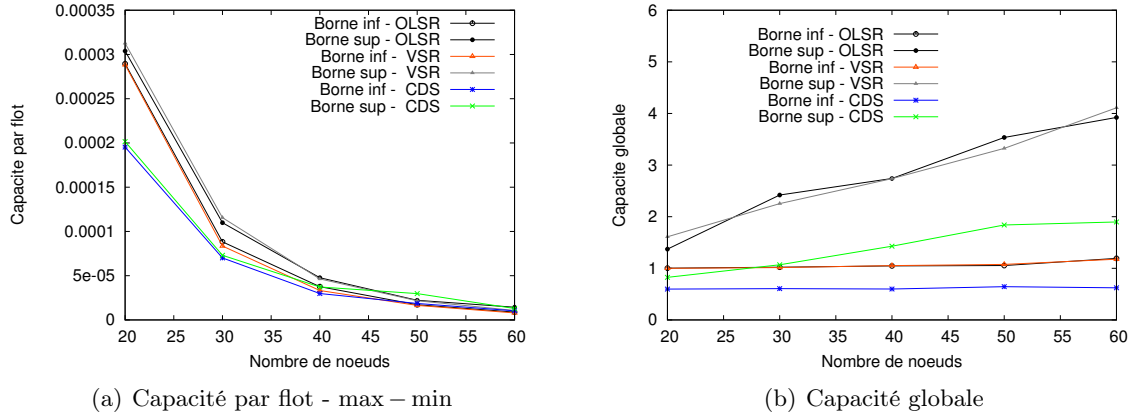 0.00035
0.0003
0.00025
0.0002
0.00015
0.0001
5e-05
0
Capacite par flot
Borne inf - OLSR
Borne sup - OLSR
Borne inf - VSR
Borne sup - VSR
Borne inf - CDS
Borne sup - CDS
20 25 30 35 40 45 50 55 60
Nombre de noeuds
(a) Capacité par flot - max − min
6
5
4
3
2
1
0
Capacite globale
Borne inf - OLSR
Borne sup - OLSR
Borne inf - VSR
Borne sup - VSR
Borne inf - CDS
Borne sup - CDS
20 25 30 35 40 45 50 55 60
Nombre de noeuds
(b) Capacité globale